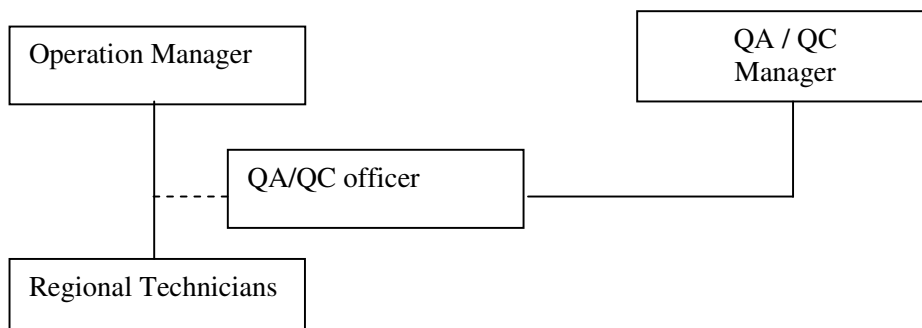 Operation Manager
QA / QC
Manager
QA/QC officer
Regional Technicians